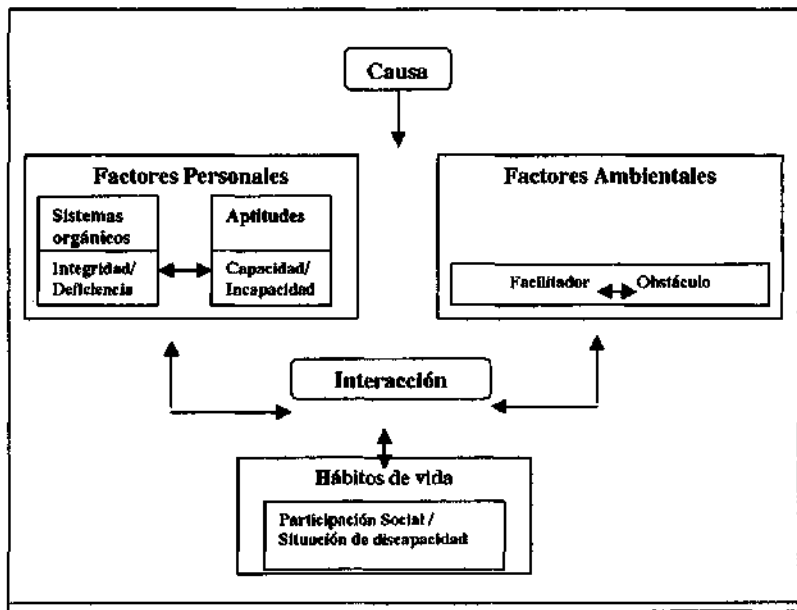 Causa
Factores Personales
Sistemas
orgánicos
Integridad/
Deficiencia
Aptitudes
Capacidad/
Incapacidad
Factores Ambientales
Facilitador
Obstáculo
Interacción
Hábitos de vida
Participación Social /
Situación de discapacidad